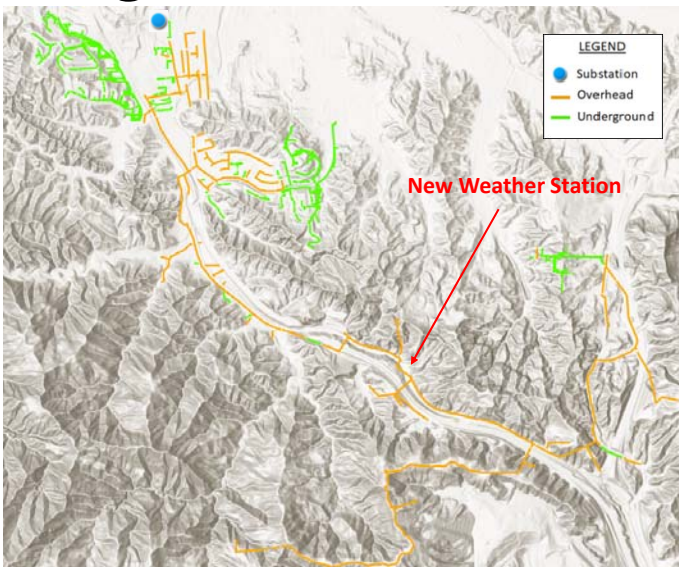 LEGEND
Substation
Overhead
Underground
New Weather Station